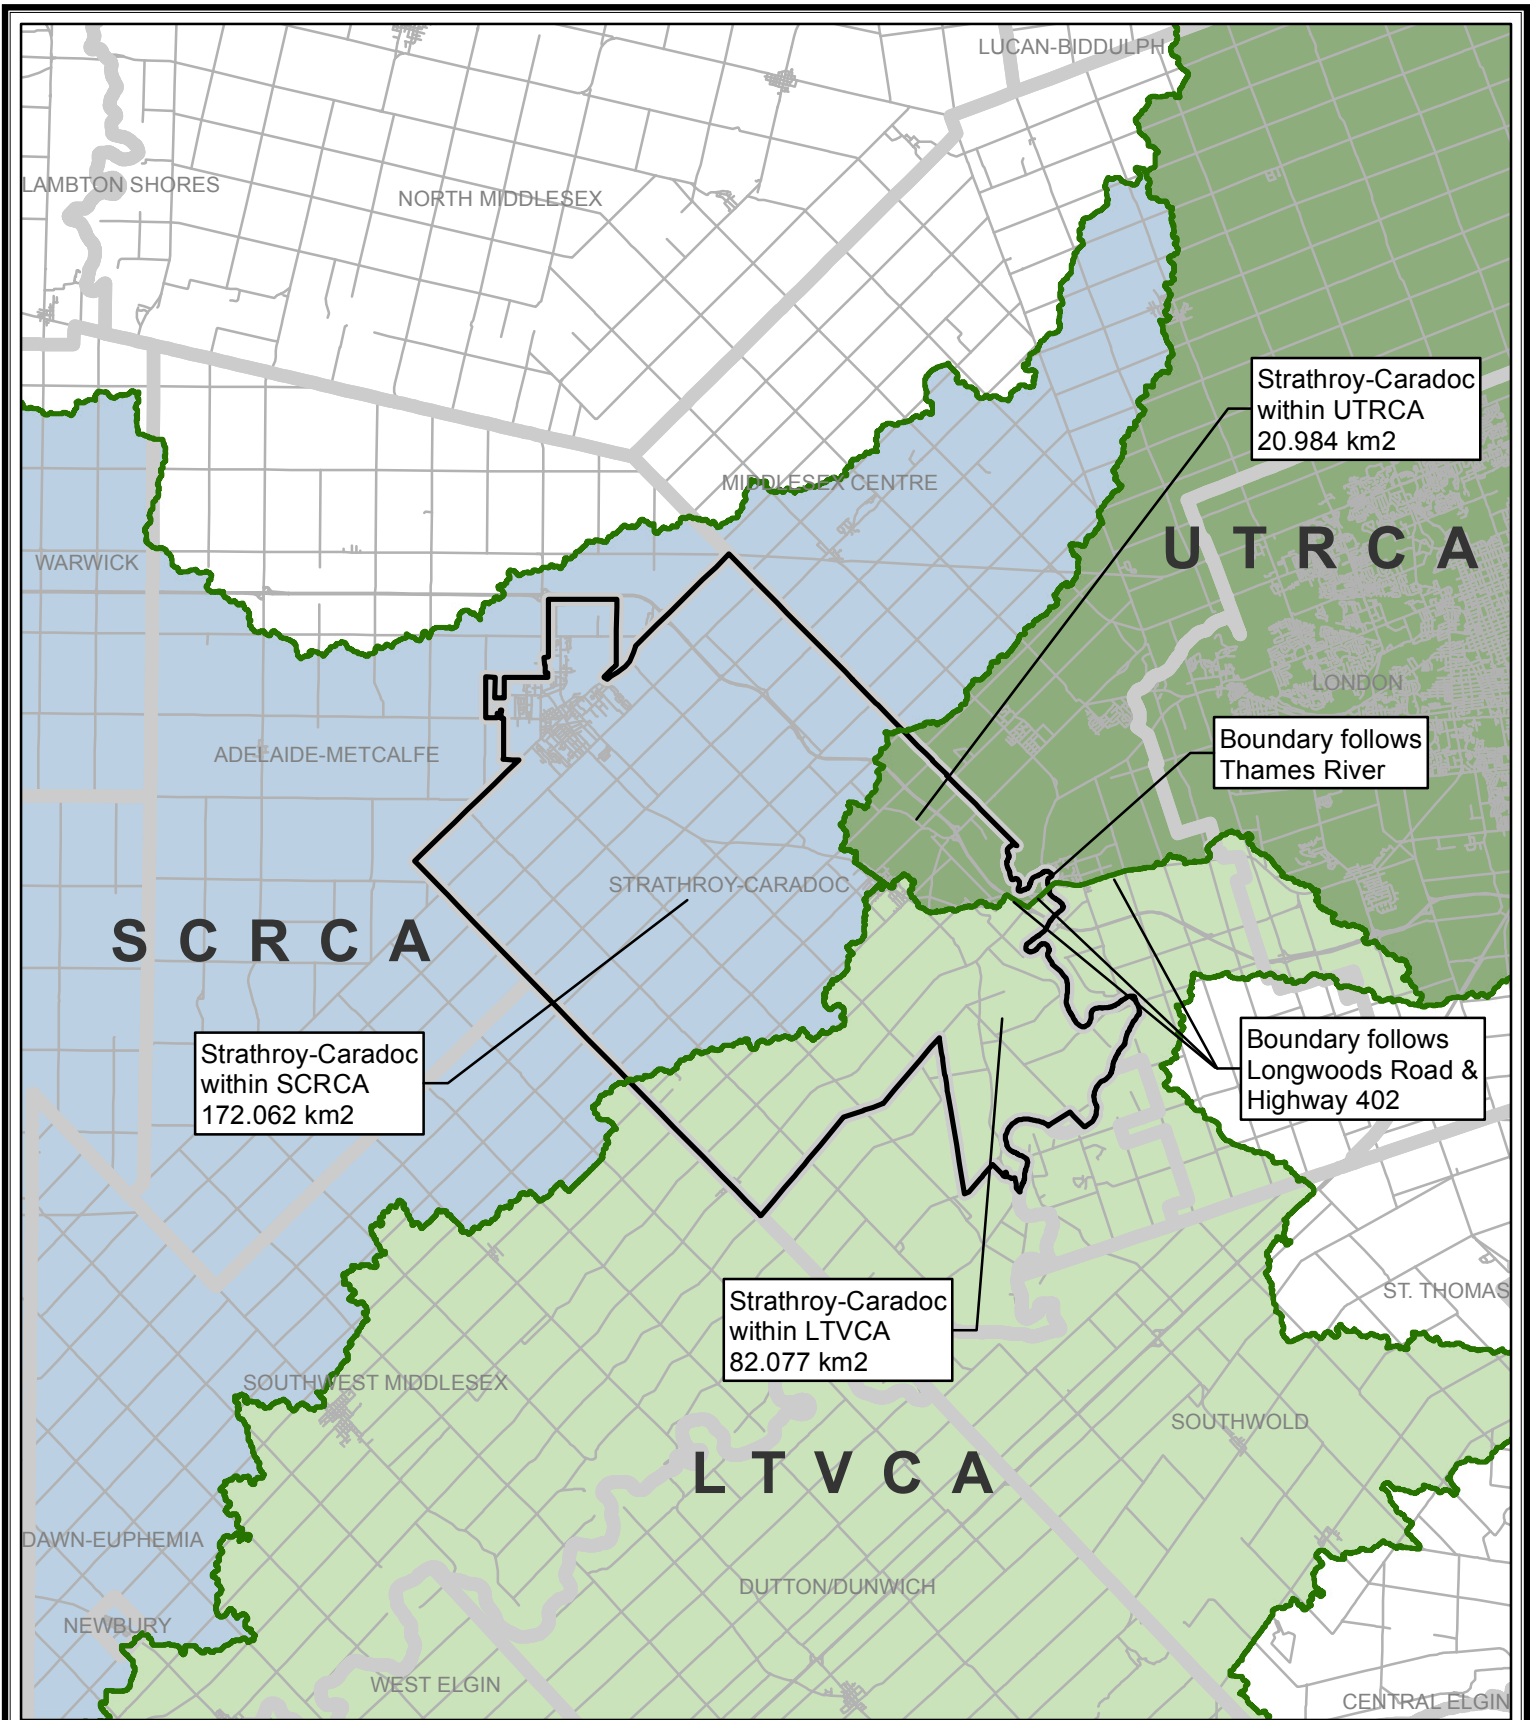 LUCAN-BIDDULPH
LAMBTON SHORES
NORTH MIDDLESEX
Strathroy-Caradoc
within UTRCA
20.984 km2
MIDDLESEX CENTRE
U T R C A
WARWICK
LONDON
Boundary follows
Thames River
ADELAIDE-METCALFE
STRATHROY-CARADOC
S C R C A
Strathroy-Caradoc
within SCRCA
172.062 km2
Boundary follows
Longwoods Road &
Highway 402
Strathroy-Caradoc
within LTVCA
82.077 km2
ST. THOMAS
SOUTHWEST MIDDLESEX
SOUTHWOLD
L T V C A
DAWN-EUPHEMIA
DUTTON/DUNWICH
NEWBURY
WEST ELGIN
CENTRAL ELGIN